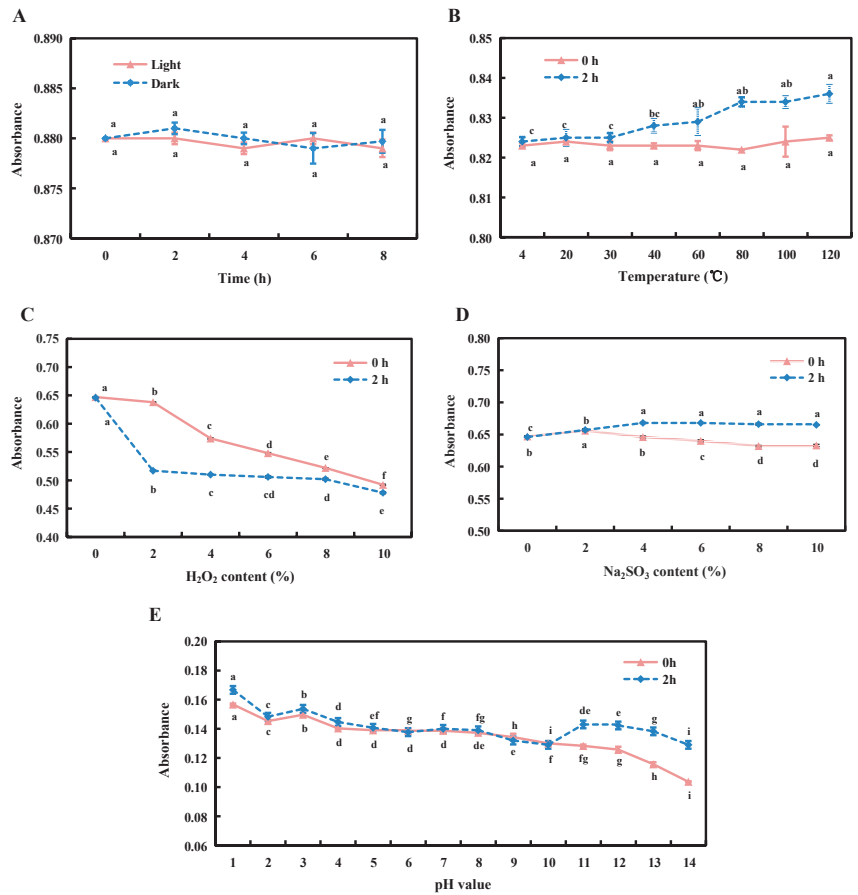 A
0.890
0.885
0.880
0.875
0.870
Absorbance
Light
Dark
a a a a a
a a a a a
0 2 4 6 8
Time (h)
B
0.85
0.84
0.83
0.82
0.81
0.80
Absorbance
0 h
2 h
c c c bc ab ab ab a
a a a a a a a a
4 20 30 40 60 80 100 120
Temperature (℃)
C
0.75
0.70
0.65
0.60
0.55
0.50
0.45
0.40
Absorbance
0 h
2 h
a b c d e f
a b c cd d e
0 2 4 6 8 10
H₂O₂ content (%)
D
0.80
0.75
0.70
0.65
0.60
0.55
0.50
Absorbance
0 h
2 h
c b a a a a
b a b c d d
0 2 4 6 8 10
Na₂SO₃ content (%)
E
0.20
0.18
0.16
0.14
0.12
0.10
0.08
0.06
Absorbance
0h
2h
a c b d ef g f fg h i de e g i
a c b d d d d de e f fg g h i
1 2 3 4 5 6 7 8 9 10 11 12 13 14
pH value